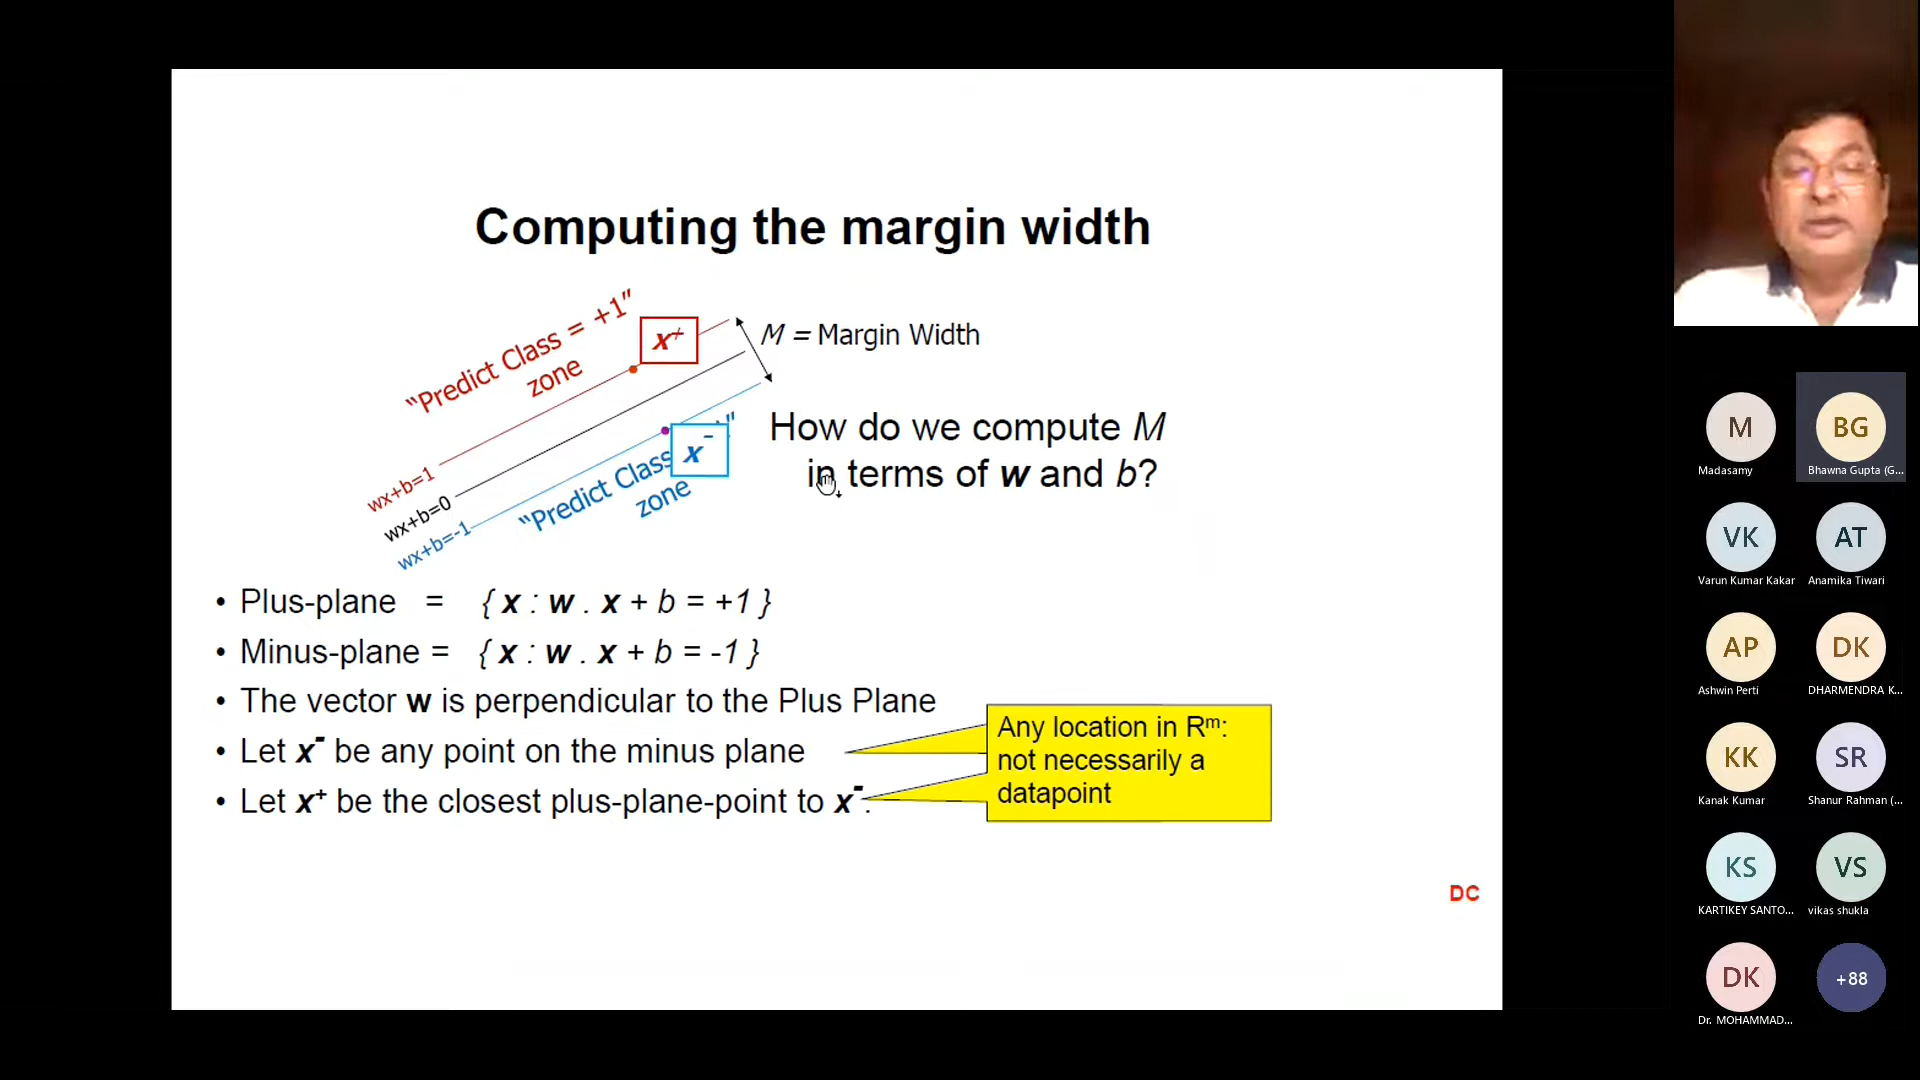 Computing the margin width
“Predict Class = +1”
zone
x+
M = Margin Width
How do we compute M
in terms of w and b?
wx+b=1
wx+b=0
wx+b=-1
“Predict Class
zone
x-
”
• Plus-plane = { x : w . x + b = +1 }
• Minus-plane = { x : w . x + b = -1 }
• The vector w is perpendicular to the Plus Plane
• Let x- be any point on the minus plane
• Let x+ be the closest plus-plane-point to x-.
Any location in Rᵐ:
not necessarily a
datapoint
DC
M
Madasamy
BG
Bhawna Gupta (G...
VK
Varun Kumar Kakar
AT
Anamika Tiwari
AP
Ashwin Perti
DK
DHARMENDRA K...
KK
Kanak Kumar
SR
Shanur Rahman (...
KS
KARTIKEY SANTO...
VS
vikas shukla
DK
Dr. MOHAMMAD...
+88